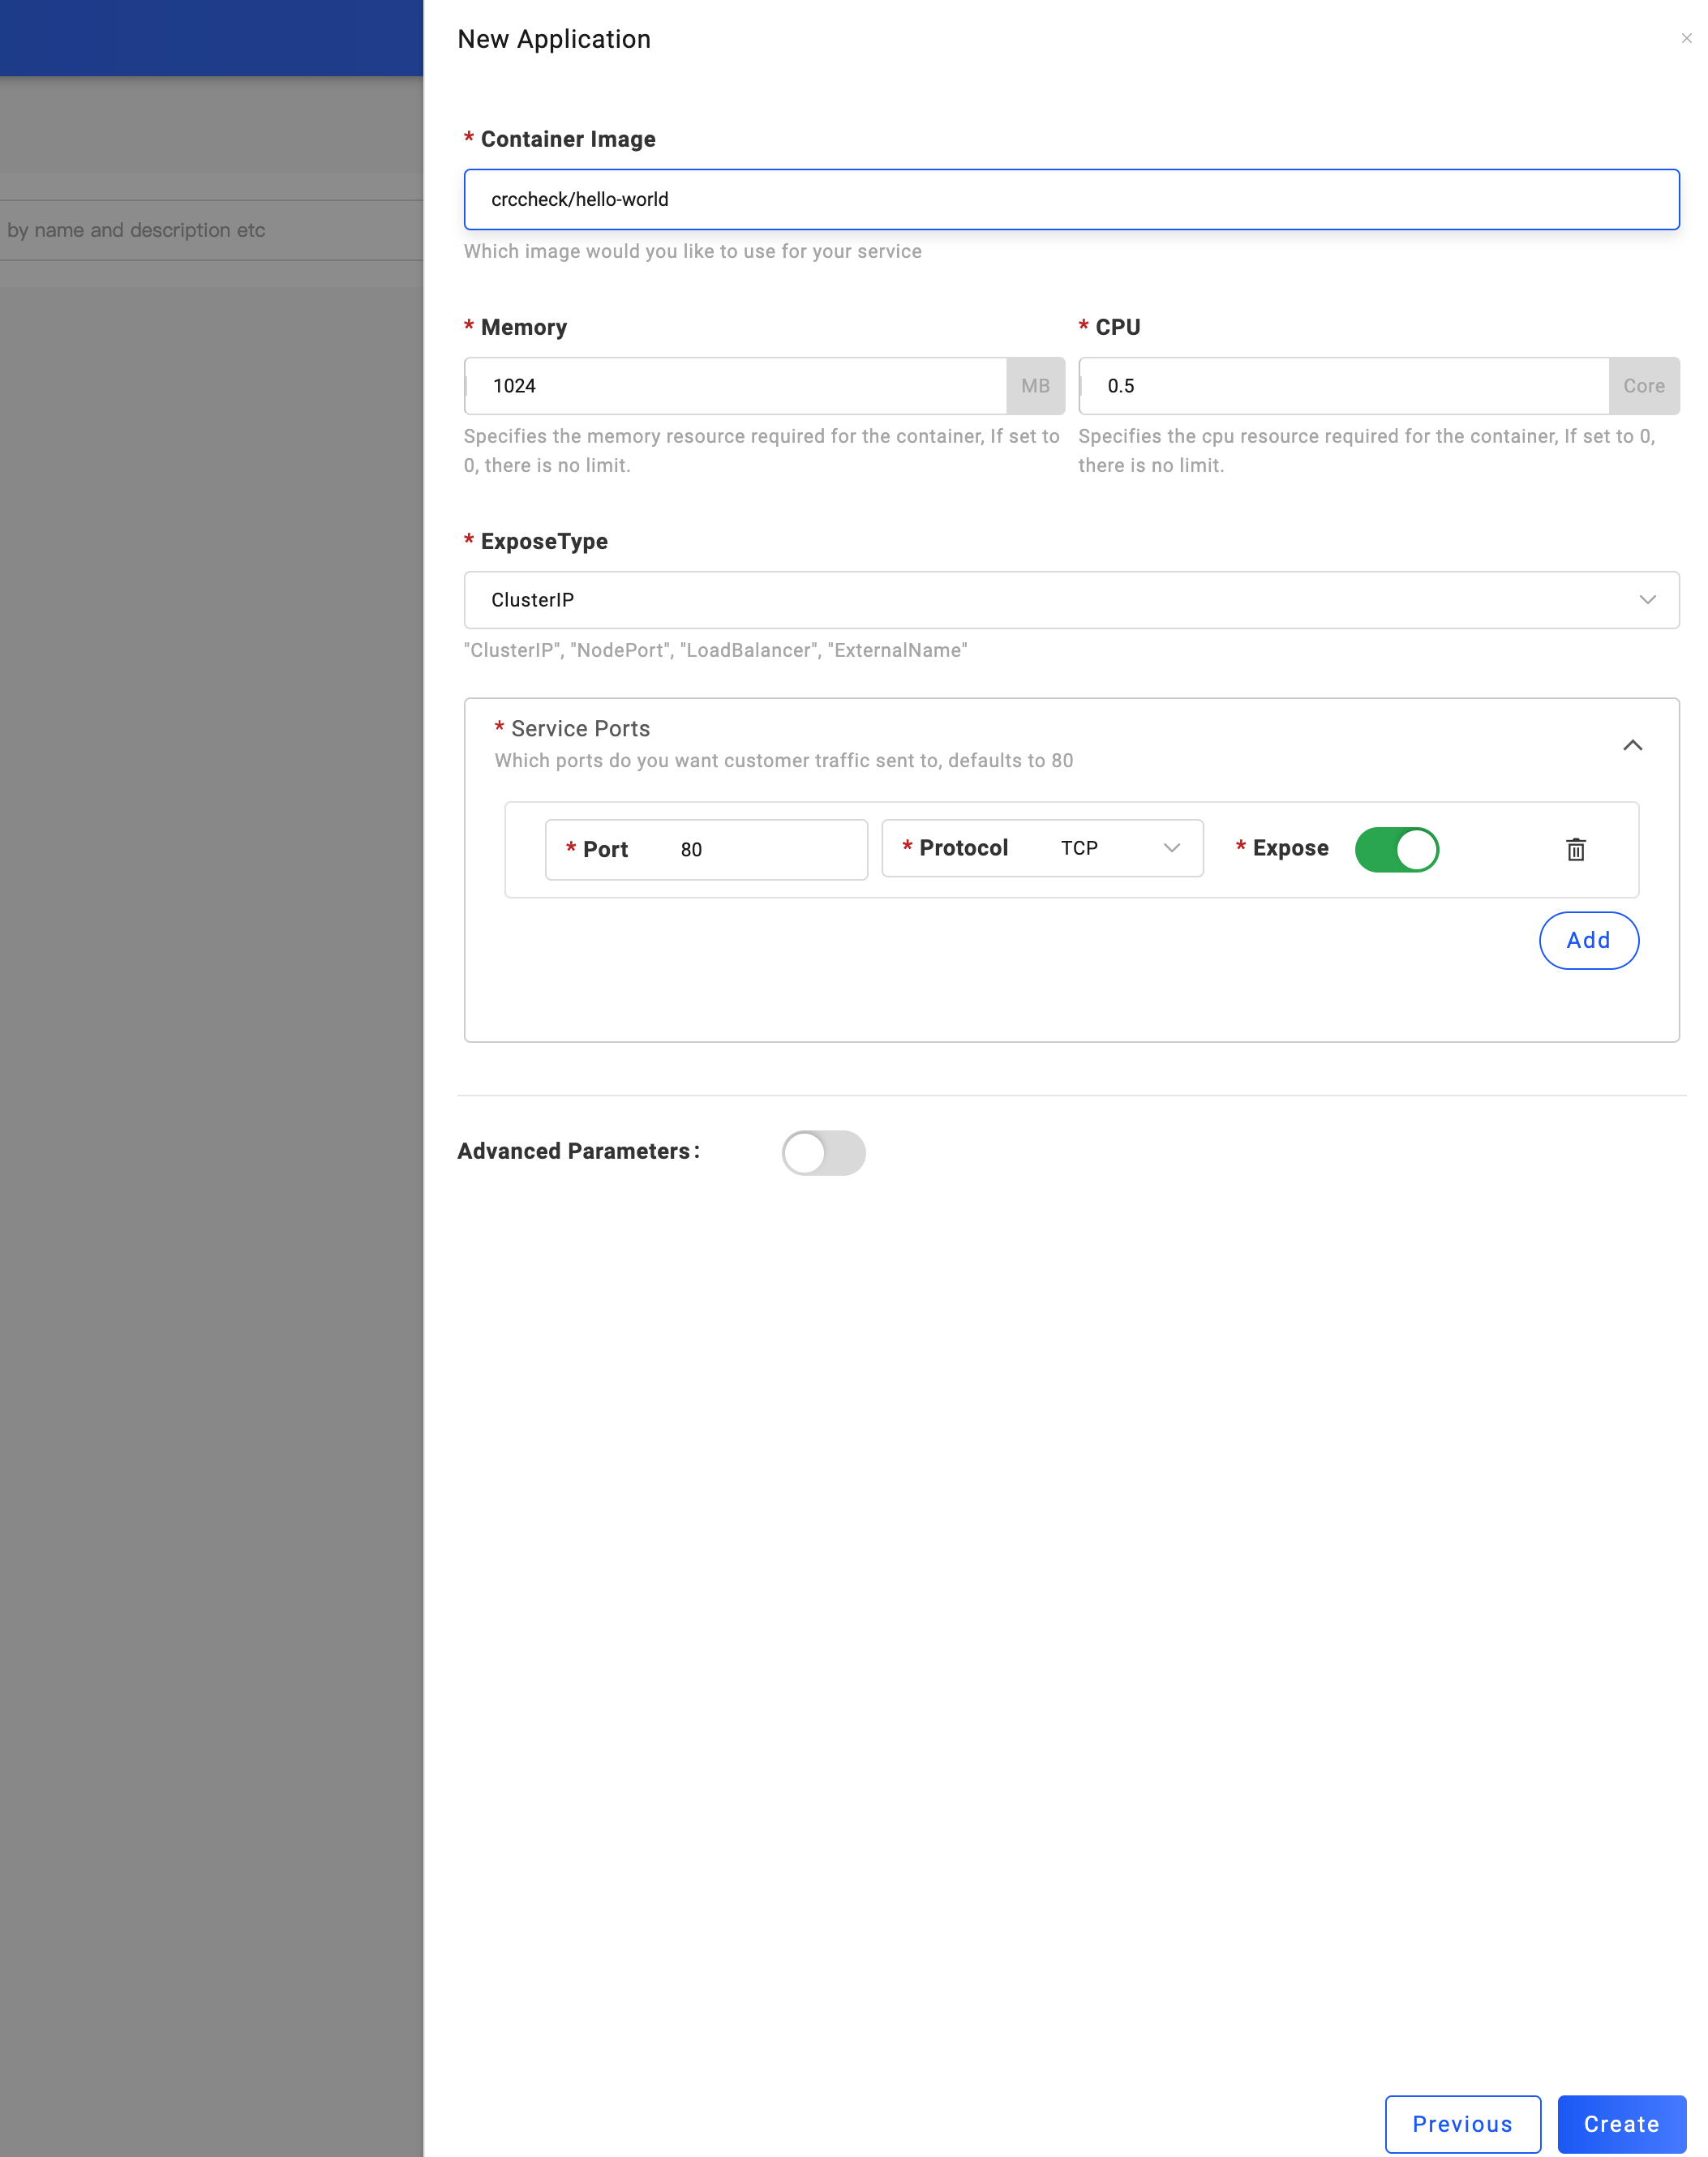 New Application
* Container Image
crccheck/hello-world
by name and description etc
Which image would you like to use for your service
* Memory
* CPU
1024 MB
0.5 Core
Specifies the memory resource required for the container, If set to
0, there is no limit.
Specifies the cpu resource required for the container, If set to 0,
there is no limit.
* ExposeType
ClusterIP
"ClusterIP", "NodePort", "LoadBalancer", "ExternalName"
* Service Ports
Which ports do you want customer traffic sent to, defaults to 80
* Port 80 * Protocol TCP * Expose
Add
Advanced Parameters:
Previous Create